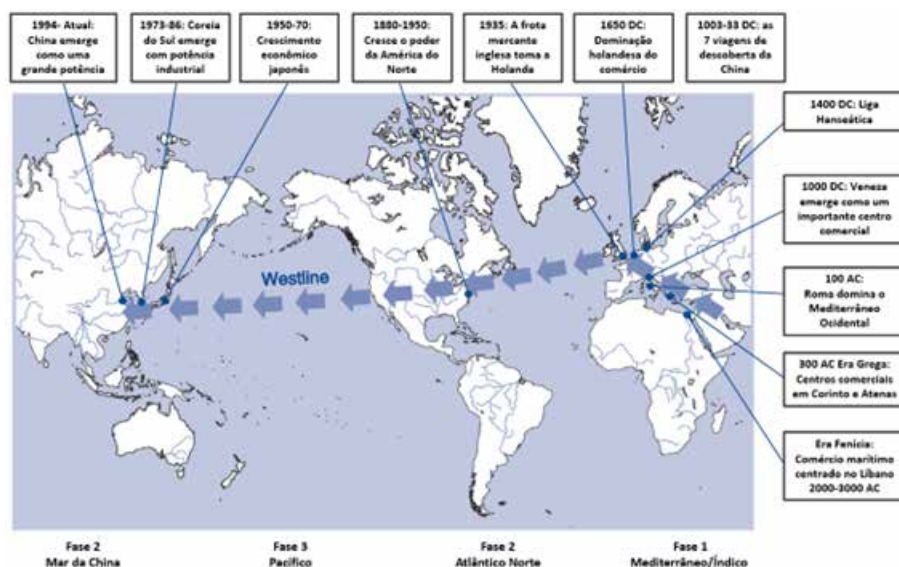 1994- Atual:
China emerge
como uma
grande potência
1973-86: Coreia
do Sul emerge
com potência
industrial
1950-70:
Crescimento
econômico
japonês
1880-1950:
Cresce o poder
da América do
Norte
1935: A frota
mercante
inglesa toma a
Holanda
1650 DC:
Dominação
holandesa do
comércio
1003-33 DC: as
7 viagens de
descoberta da
China
1400 DC: Liga
Hanseática
1000 DC: Veneza
emerge como um
importante centro
comercial
100 AC:
Roma domina o
Mediterrâneo
Ocidental
300 AC Era Grega:
Centros comerciais
em Corinto e Atenas
Era Fenícia:
Comércio marítimo
centrado no Líbano
2000-3000 AC
Westline
Fase 2
Mar da China
Fase 3
Pacífico
Fase 2
Atlântico Norte
Fase 1
Mediterrâneo/Índico